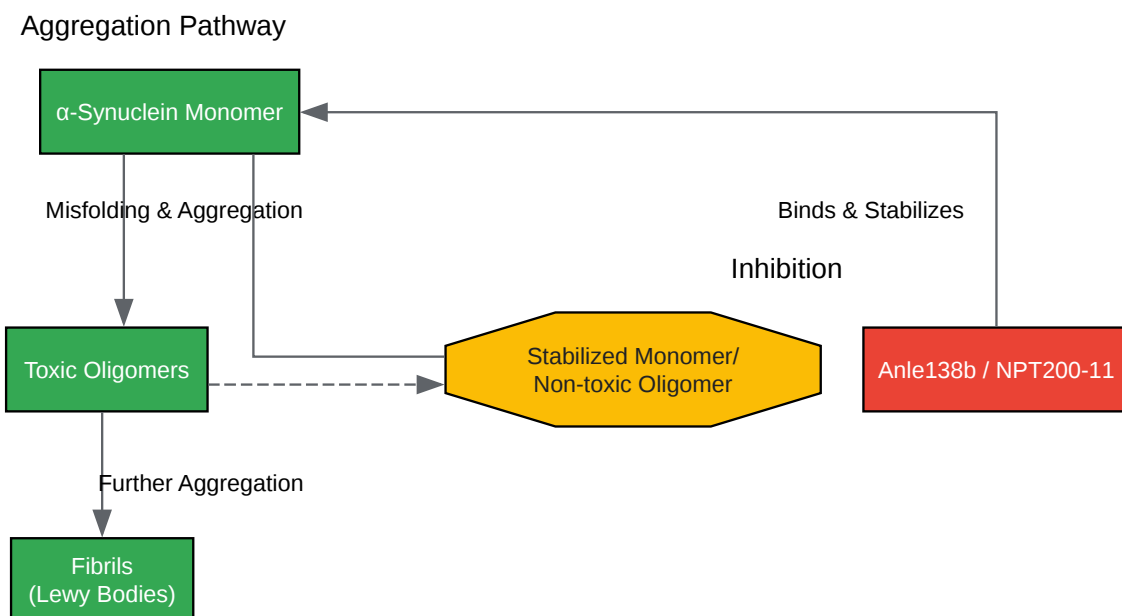 Aggregation Pathway
α-Synuclein Monomer
Misfolding & Aggregation
Binds & Stabilizes
Inhibition
Toxic Oligomers
Stabilized Monomer/
Non-toxic Oligomer
Anle138b / NPT200-11
Further Aggregation
Fibrils
(Lewy Bodies)